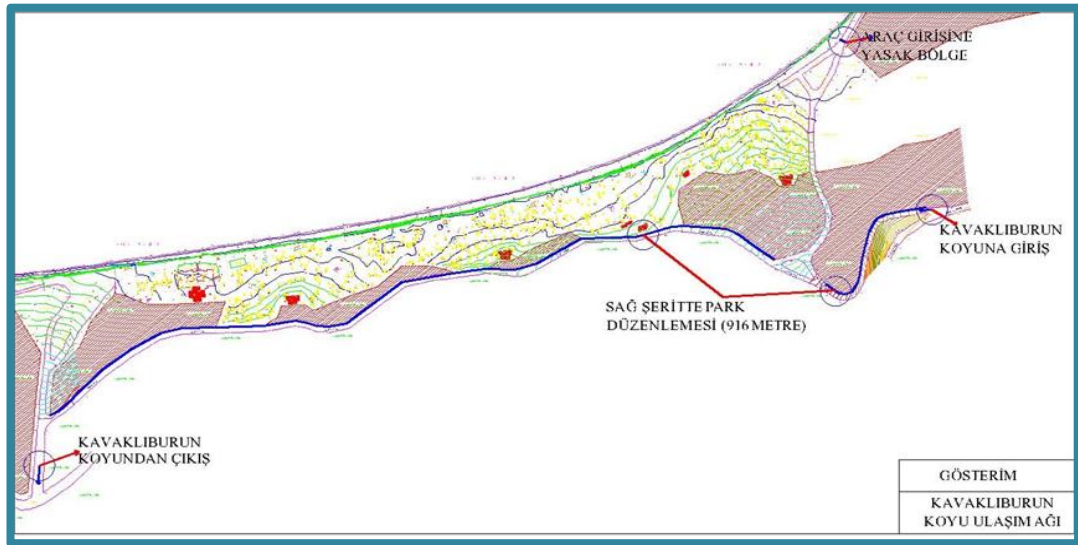 ARAÇ GİRİŞİNE
YASAK BÖLGE
KAVAKLIBURUN
KOYUNA GİRİŞ
SAĞ ŞERİTTE PARK
DÜZENLEMESİ (916 METRE)
KAVAKLIBURUN
KOYUNDAN ÇIKIŞ
GÖSTERİM
KAVAKLIBURUN
KOYU ULAŞIM AĞI